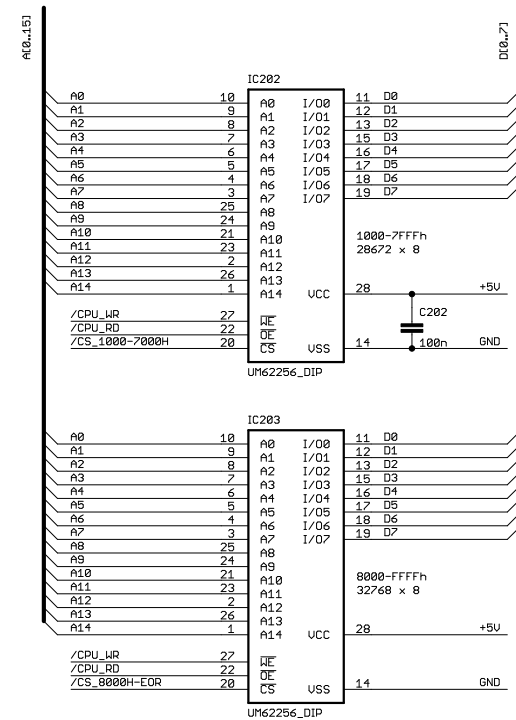 A[0..15]
D[0..7]
IC202
A0 10 A0 I/O0 11 D0
A1 9 A1 I/O1 12 D1
A2 8 A2 I/O2 13 D2
A3 7 A3 I/O3 15 D3
A4 6 A4 I/O4 16 D4
A5 5 A5 I/O5 17 D5
A6 4 A6 I/O6 18 D6
A7 3 A7 I/O7 19 D7
A8 25 A8
A9 24 A9
A10 21 A10 1000-7FFFh
A11 23 A11 28672 x 8
A12 2 A12
A13 26 A13
A14 1 A14 VCC 28 +5V
/CPU_WR 27 WE C202
/CPU_RD 22 OE
/CS_1000-7000H 20 CS VSS 14 100n GND
UM62256_DIP
IC203
A0 10 A0 I/O0 11 D0
A1 9 A1 I/O1 12 D1
A2 8 A2 I/O2 13 D2
A3 7 A3 I/O3 15 D3
A4 6 A4 I/O4 16 D4
A5 5 A5 I/O5 17 D5
A6 4 A6 I/O6 18 D6
A7 3 A7 I/O7 19 D7
A8 25 A8
A9 24 A9
A10 21 A10 8000-FFFFh
A11 23 A11 32768 x 8
A12 2 A12
A13 26 A13
A14 1 A14 VCC 28 +5V
/CPU_WR 27 WE
/CPU_RD 22 OE
/CS_8000H-EOR 20 CS VSS 14 GND
UM62256_DIP